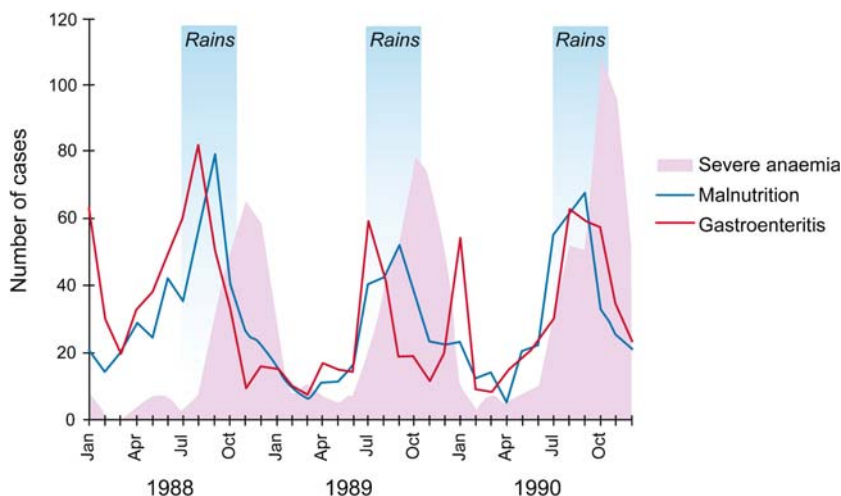 120
100
80
60
40
20
0
Number of cases
Rains
Rains
Rains
Severe anaemia
Malnutrition
Gastroenteritis
Jan
Apr
Jul
Oct
Jan
Apr
Jul
Oct
Jan
Apr
Jul
Oct
1988
1989
1990